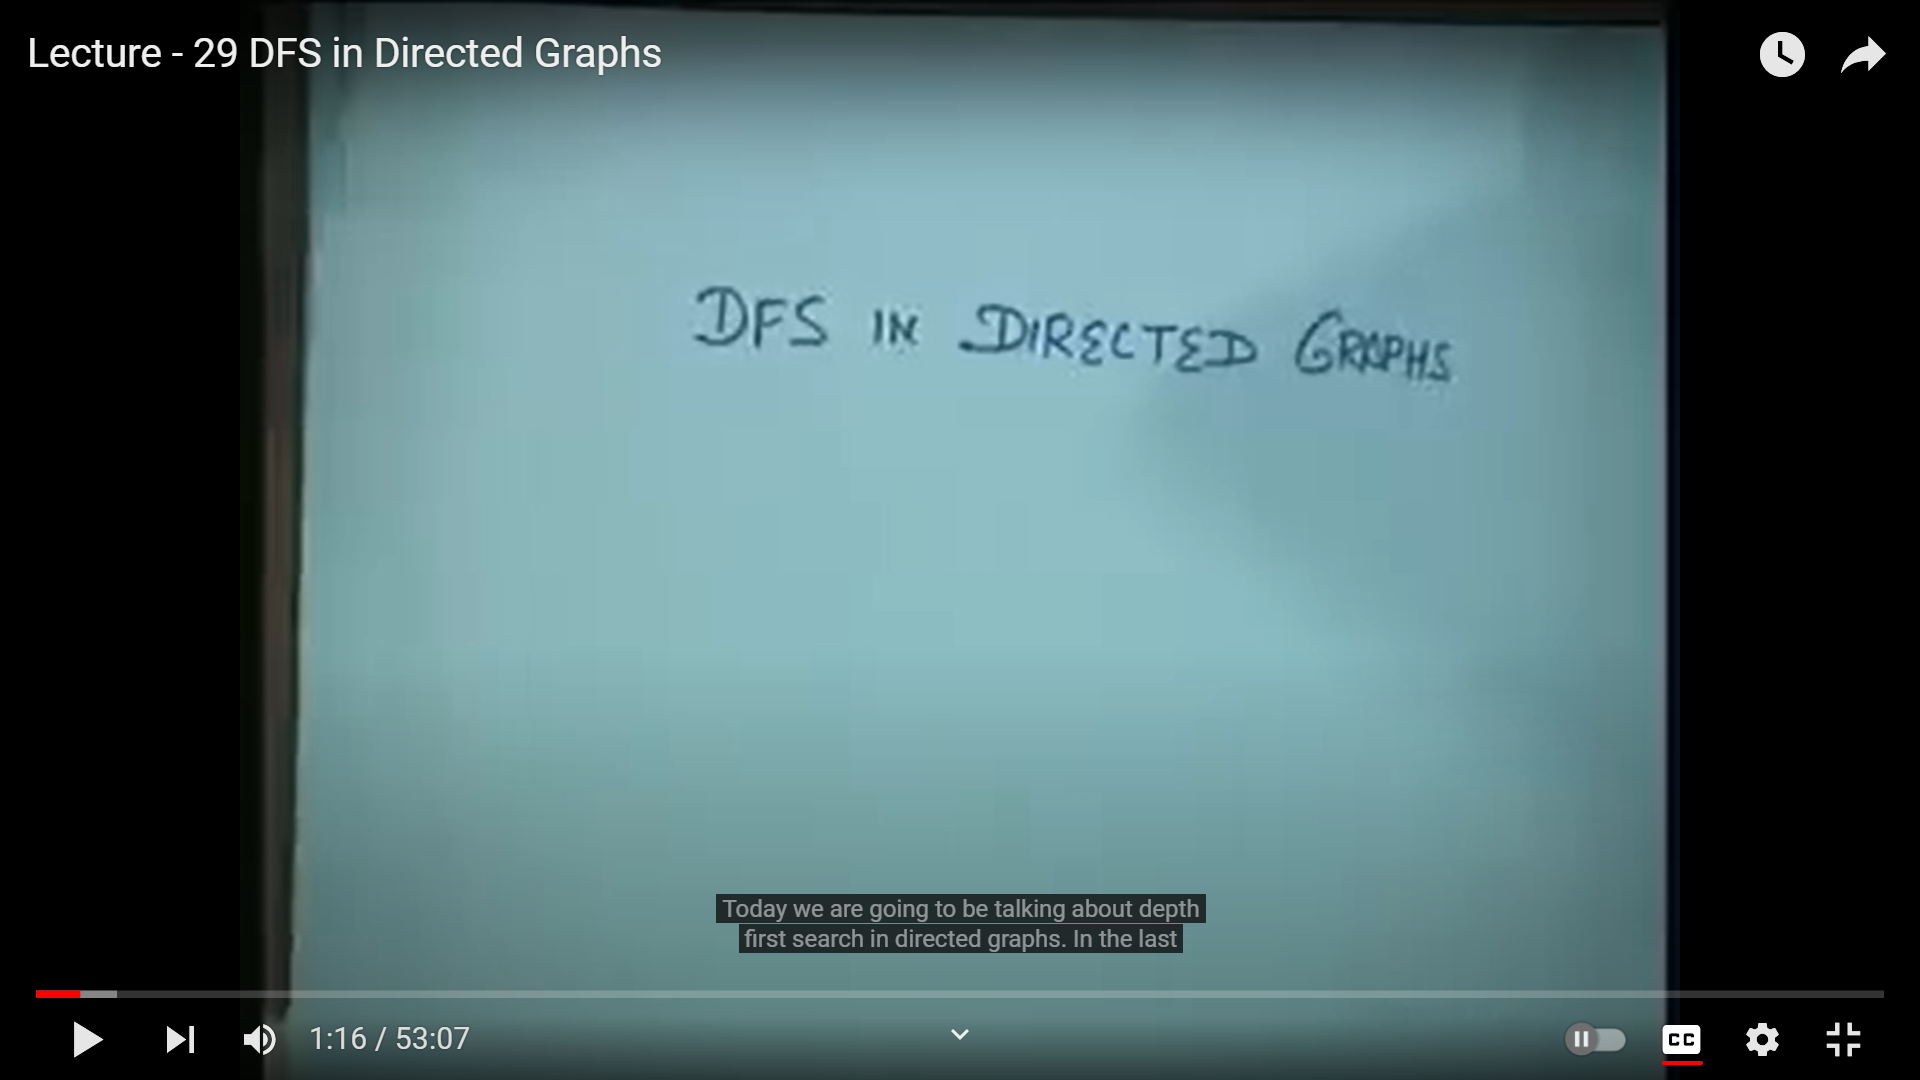 Lecture - 29 DFS in Directed Graphs
DFS IN DIRECTED GRAPHS
Today we are going to be talking about depth
first search in directed graphs. In the last
1:16 / 53:07
CC